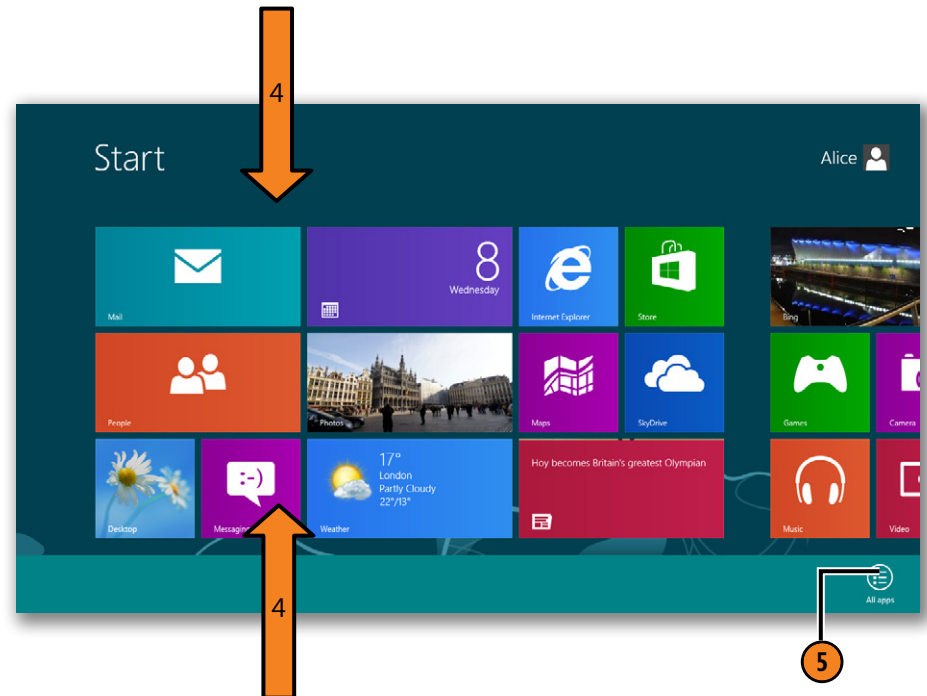 4
Start
Alice
Mail
8
Wednesday
Internet Explorer
Store
Bing
People
Photos
Maps
SkyDrive
Games
Camera
Desktop
Messaging
17°
London
Partly Cloudy
22°/13°
Weather
Hoy becomes Britain's greatest Olympian
Music
Video
4
All apps
5